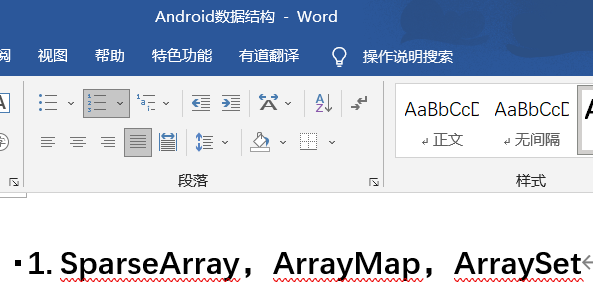 Android数据结构 - Word
阅 视图 帮助 特色功能 有道翻译 操作说明搜索
AaBbCcD AaBbCcD
正文 无间隔
段落 样式
1. SparseArray，ArrayMap，ArraySet